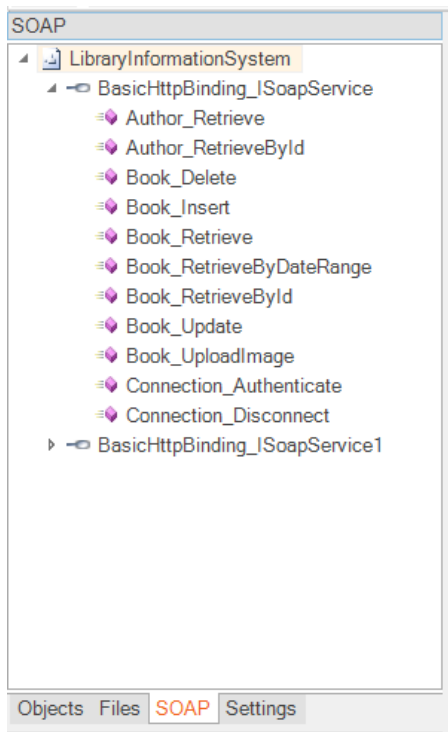 SOAP
LibraryInformationSystem
BasicHttpBinding_ISoapService
Author_Retrieve
Author_RetrieveById
Book_Delete
Book_Insert
Book_Retrieve
Book_RetrieveByDateRange
Book_RetrieveById
Book_Update
Book_UploadImage
Connection_Authenticate
Connection_Disconnect
BasicHttpBinding_ISoapService1
Objects Files SOAP Settings